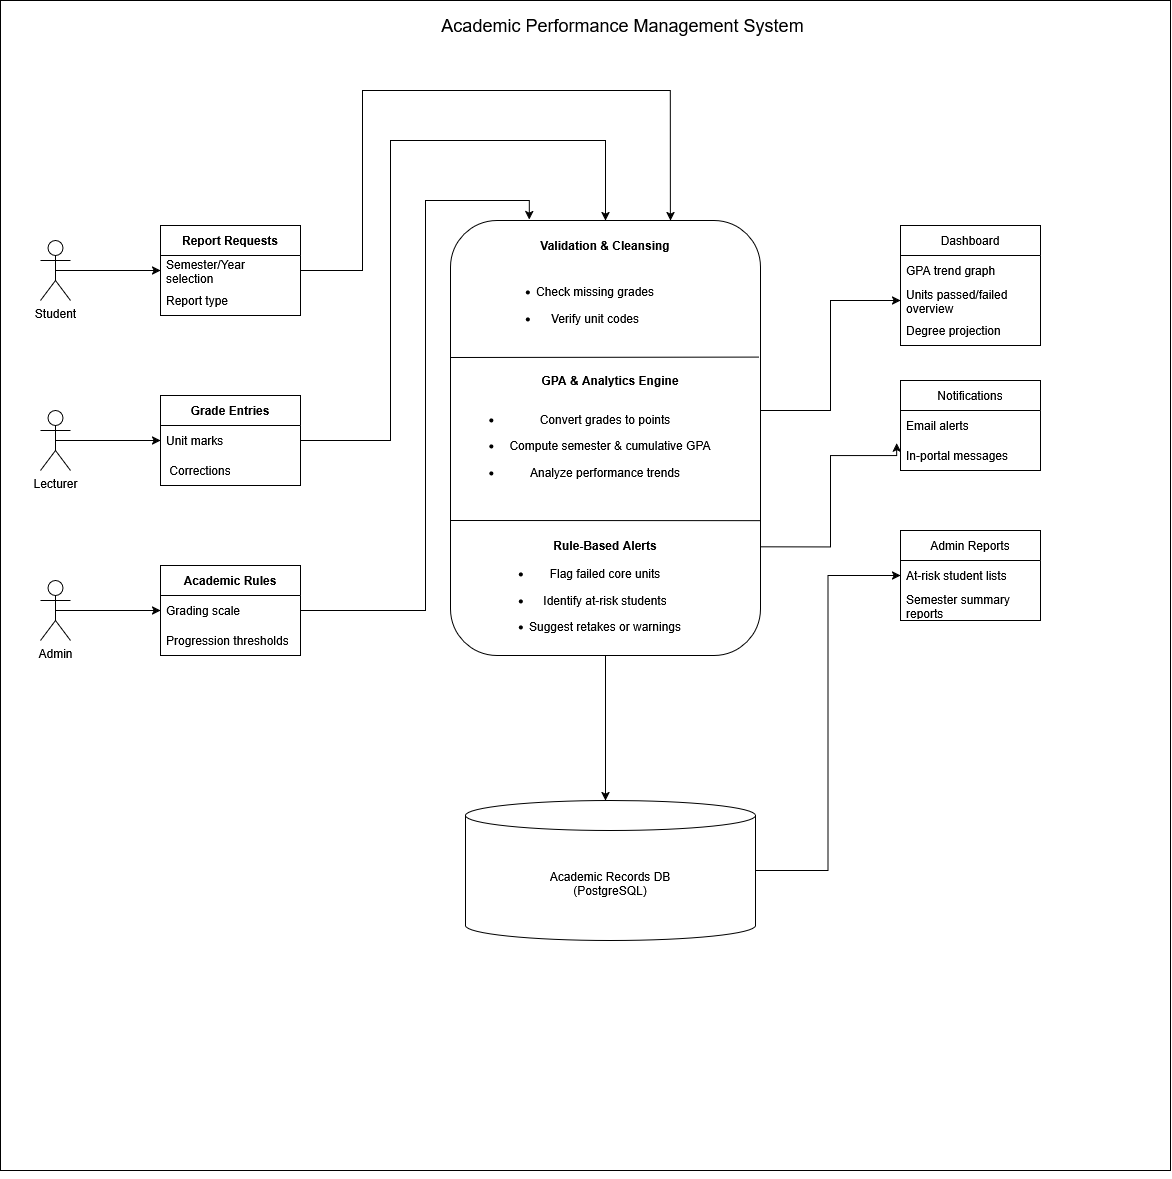 Academic Performance Management System
Report Requests
Semester/Year
selection
Report type
Student
Grade Entries
Unit marks
Corrections
Lecturer
Academic Rules
Grading scale
Progression thresholds
Admin
Validation & Cleansing
• Check missing grades
• Verify unit codes
GPA & Analytics Engine
• Convert grades to points
• Compute semester & cumulative GPA
• Analyze performance trends
Rule-Based Alerts
• Flag failed core units
• Identify at-risk students
• Suggest retakes or warnings
Academic Records DB
(PostgreSQL)
Dashboard
GPA trend graph
Units passed/failed
overview
Degree projection
Notifications
Email alerts
In-portal messages
Admin Reports
At-risk student lists
Semester summary
reports